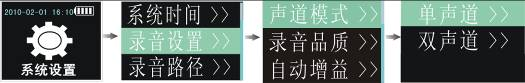 2010-02-01 16:10
系统设置
系统时间 >>
录音设置 >>
录音路径 >>
声道模式 >>
录音品质 >>
自动增益 >>
单声道 >>
双声道 >>